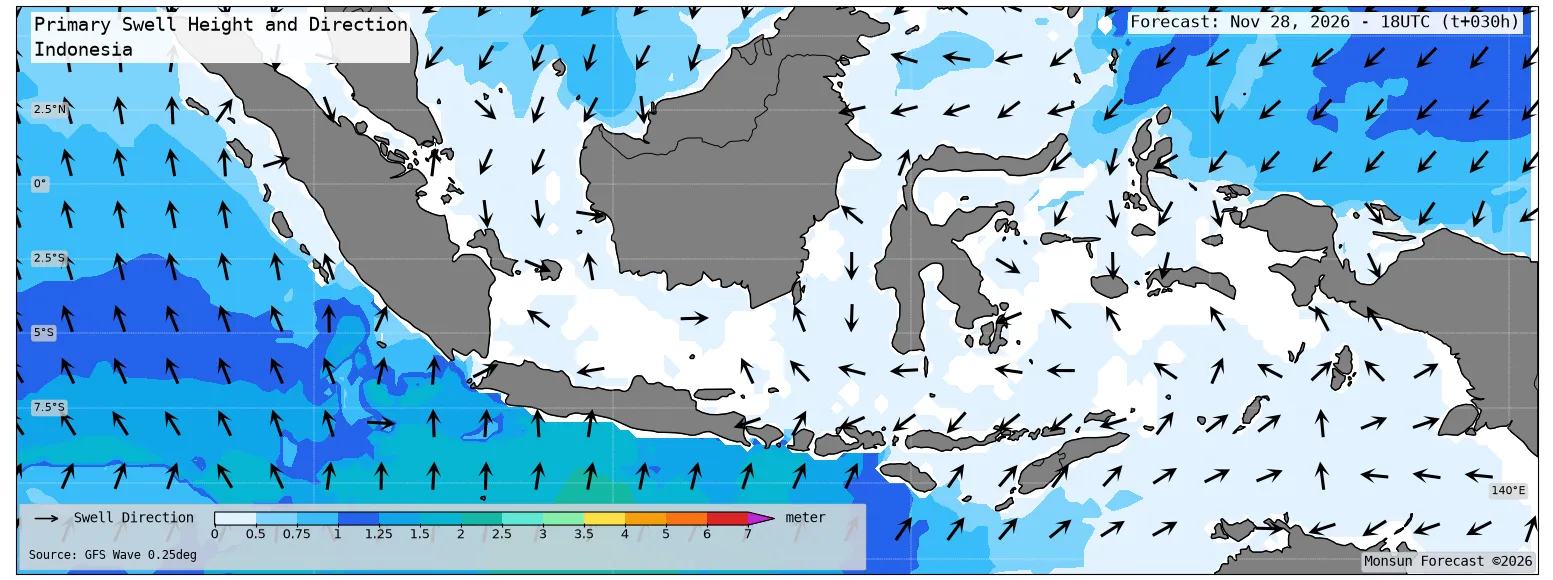 Primary Swell Height and Direction
Indonesia
Forecast: Nov 28, 2026 - 18UTC (t+030h)
2.5°N
0°
2.5°S
5°S
7.5°S
140°E
Swell Direction
meter
0 0.5 0.75 1 1.25 1.5 2 2.5 3 3.5 4 5 6 7
Source: GFS Wave 0.25deg
Monsun Forecast ©2026